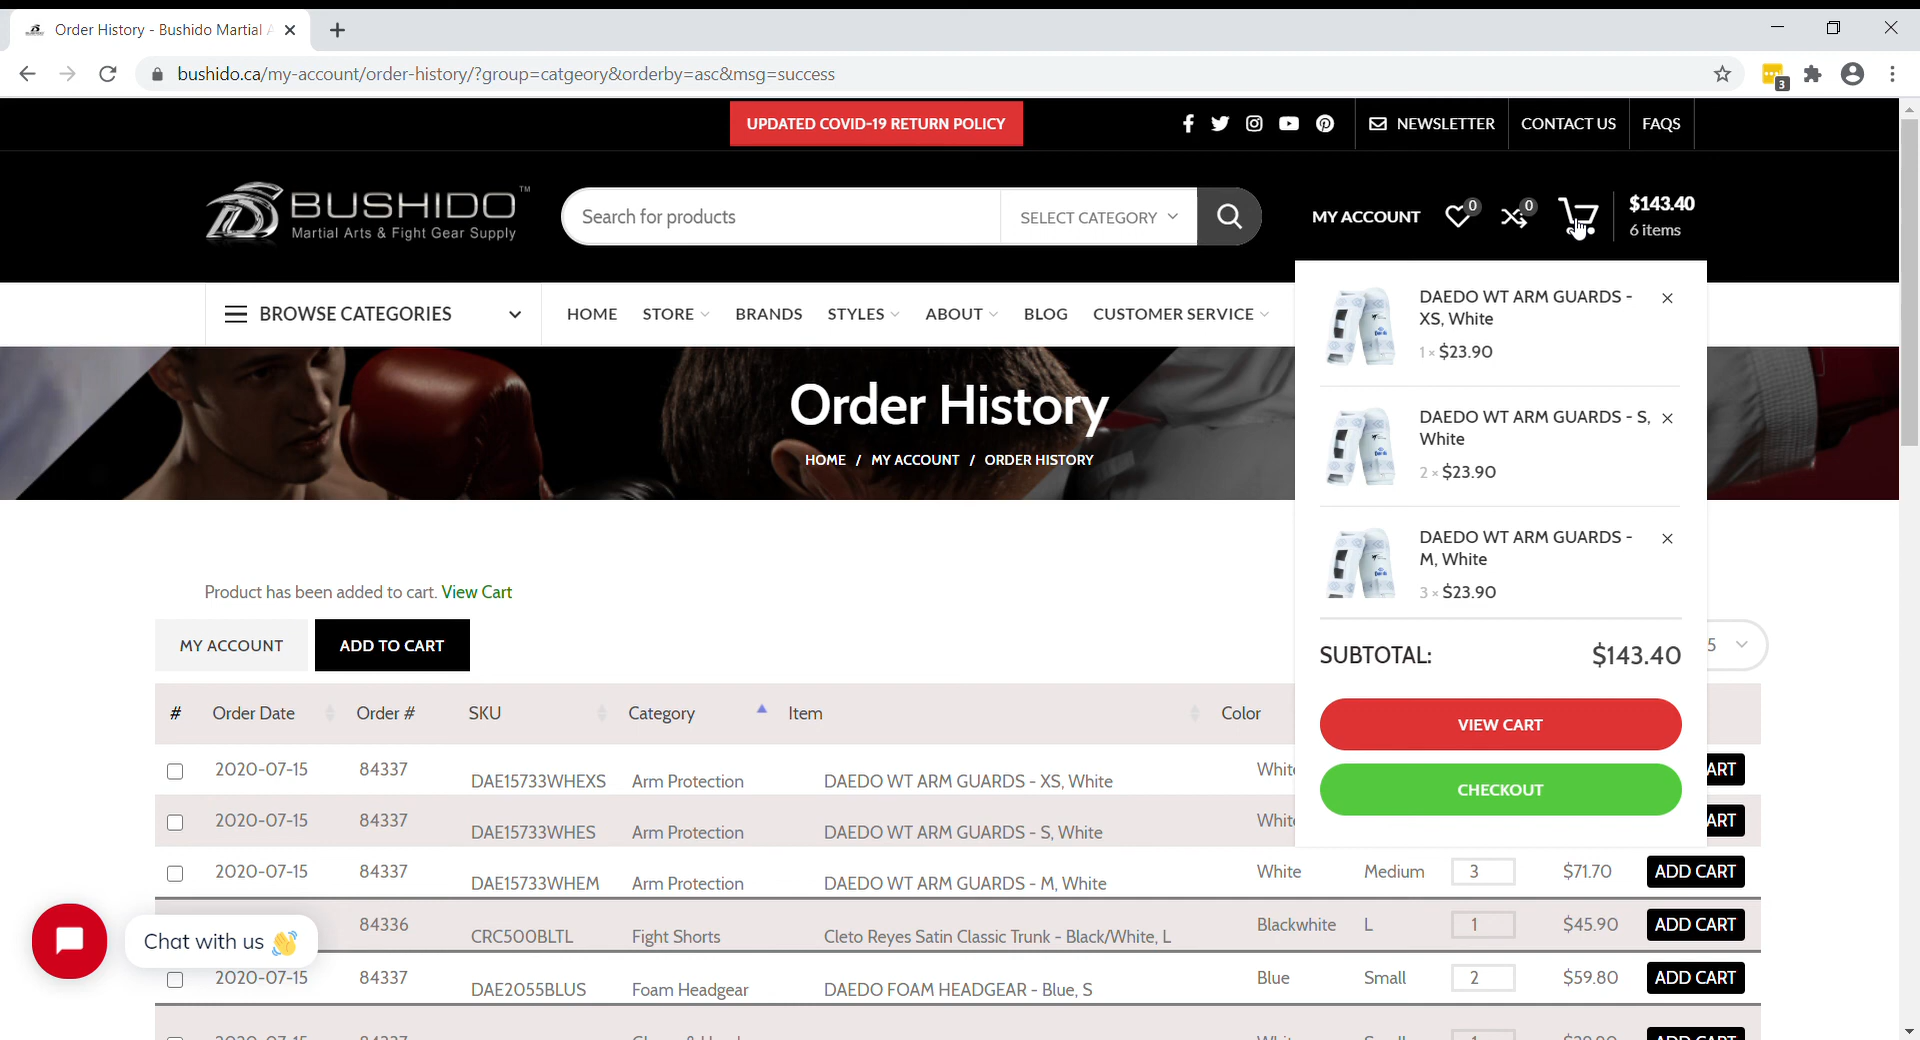 Order History - Bushido Martial A
bushido.ca/my-account/order-history/?group=catgeory&orderby=asc&msg=success
3
UPDATED COVID-19 RETURN POLICY
NEWSLETTER
CONTACT US
FAQS
BUSHIDO™
Martial Arts & Fight Gear Supply
Search for products
SELECT CATEGORY
MY ACCOUNT
0
0
$143.40
6 items
BROWSE CATEGORIES
HOME
STORE
BRANDS
STYLES
ABOUT
BLOG
CUSTOMER SERVICE
DAEDO WT ARM GUARDS -
XS, White
1 × $23.90
DAEDO WT ARM GUARDS - S,
White
2 × $23.90
DAEDO WT ARM GUARDS -
M, White
3 × $23.90
SUBTOTAL: $143.40
VIEW CART
CHECKOUT
Order History
HOME / MY ACCOUNT / ORDER HISTORY
Product has been added to cart. View Cart
MY ACCOUNT
ADD TO CART
5
# Order Date Order # SKU Category Item Color
2020-07-15 84337 DAE15733WHEXS Arm Protection DAEDO WT ARM GUARDS - XS, White White ART
2020-07-15 84337 DAE15733WHES Arm Protection DAEDO WT ARM GUARDS - S, White White ART
2020-07-15 84337 DAE15733WHEM Arm Protection DAEDO WT ARM GUARDS - M, White White Medium 3 $71.70 ADD CART
84336 CRC500BLTL Fight Shorts Cleto Reyes Satin Classic Trunk - Black/White, L Blackwhite L 1 $45.90 ADD CART
2020-07-15 84337 DAE2055BLUS Foam Headgear DAEDO FOAM HEADGEAR - Blue, S Blue Small 2 $59.80 ADD CART
Chat with us 👋